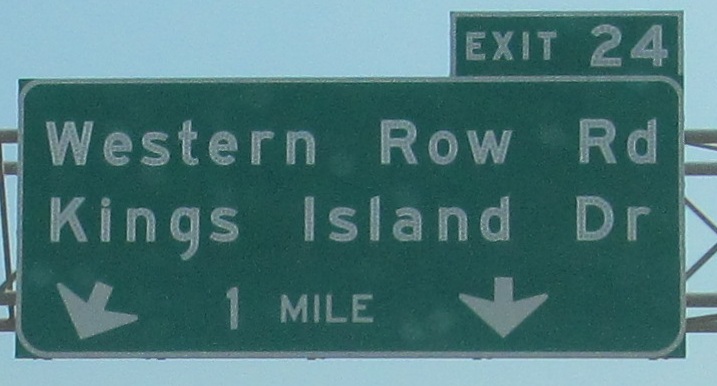 EXIT 24
Western Row Rd
Kings Island Dr
1 MILE